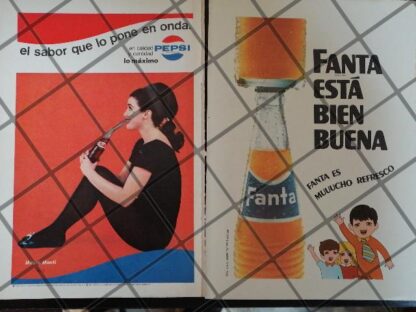 el sabor que lo pone en onda.
en calidad
y cantidad
lo máximo
PEPSI
FANTA
ESTÁ
BIEN
BUENA
FANTA ES
MUUUCHO REFRESCO
Fanta